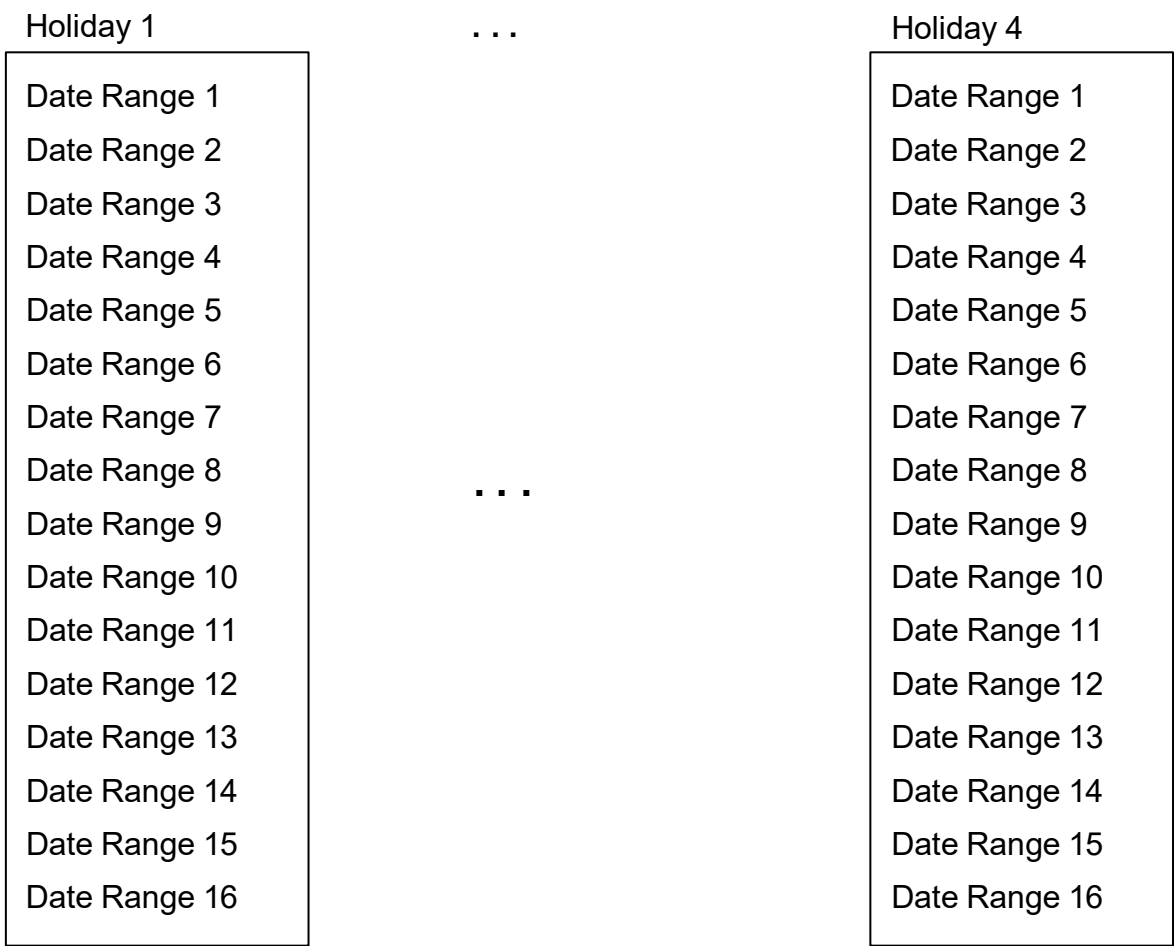 Holiday 1
Date Range 1
Date Range 2
Date Range 3
Date Range 4
Date Range 5
Date Range 6
Date Range 7
Date Range 8
Date Range 9
Date Range 10
Date Range 11
Date Range 12
Date Range 13
Date Range 14
Date Range 15
Date Range 16
. . .
. . .
Holiday 4
Date Range 1
Date Range 2
Date Range 3
Date Range 4
Date Range 5
Date Range 6
Date Range 7
Date Range 8
Date Range 9
Date Range 10
Date Range 11
Date Range 12
Date Range 13
Date Range 14
Date Range 15
Date Range 16